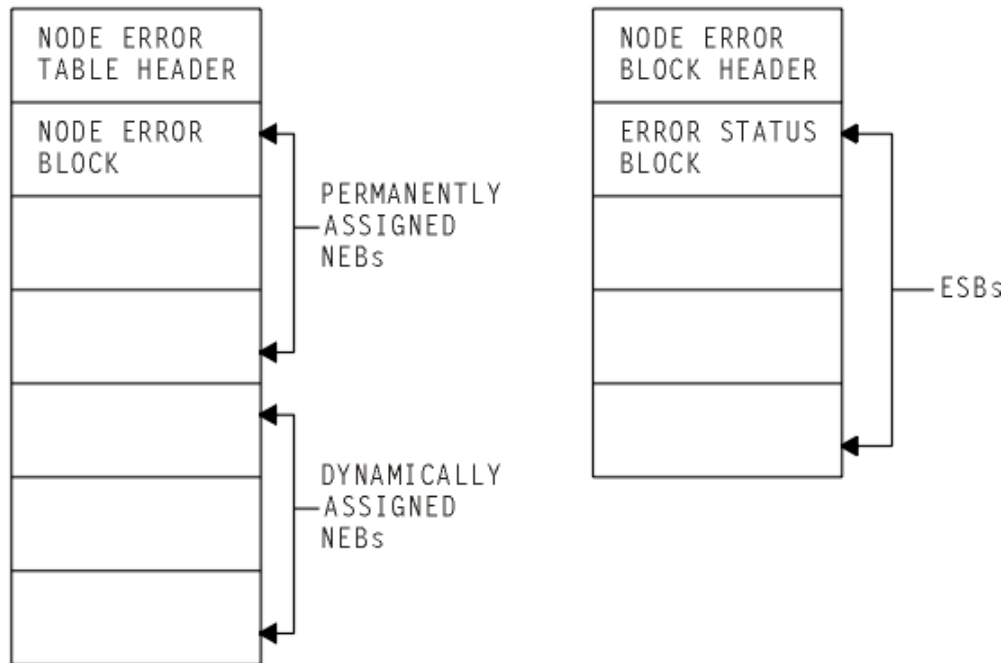 NODE ERROR
TABLE HEADER
NODE ERROR
BLOCK
PERMANENTLY
ASSIGNED
NEBs
DYNAMICALLY
ASSIGNED
NEBs
NODE ERROR
BLOCK HEADER
ERROR STATUS
BLOCK
ESBs